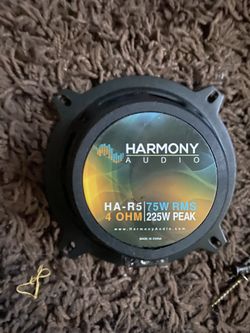 HARMONY
AUDIO
HA-R5 75W RMS
4 OHM 225W PEAK
www.HarmonyAudio.com
MADE IN CHINA